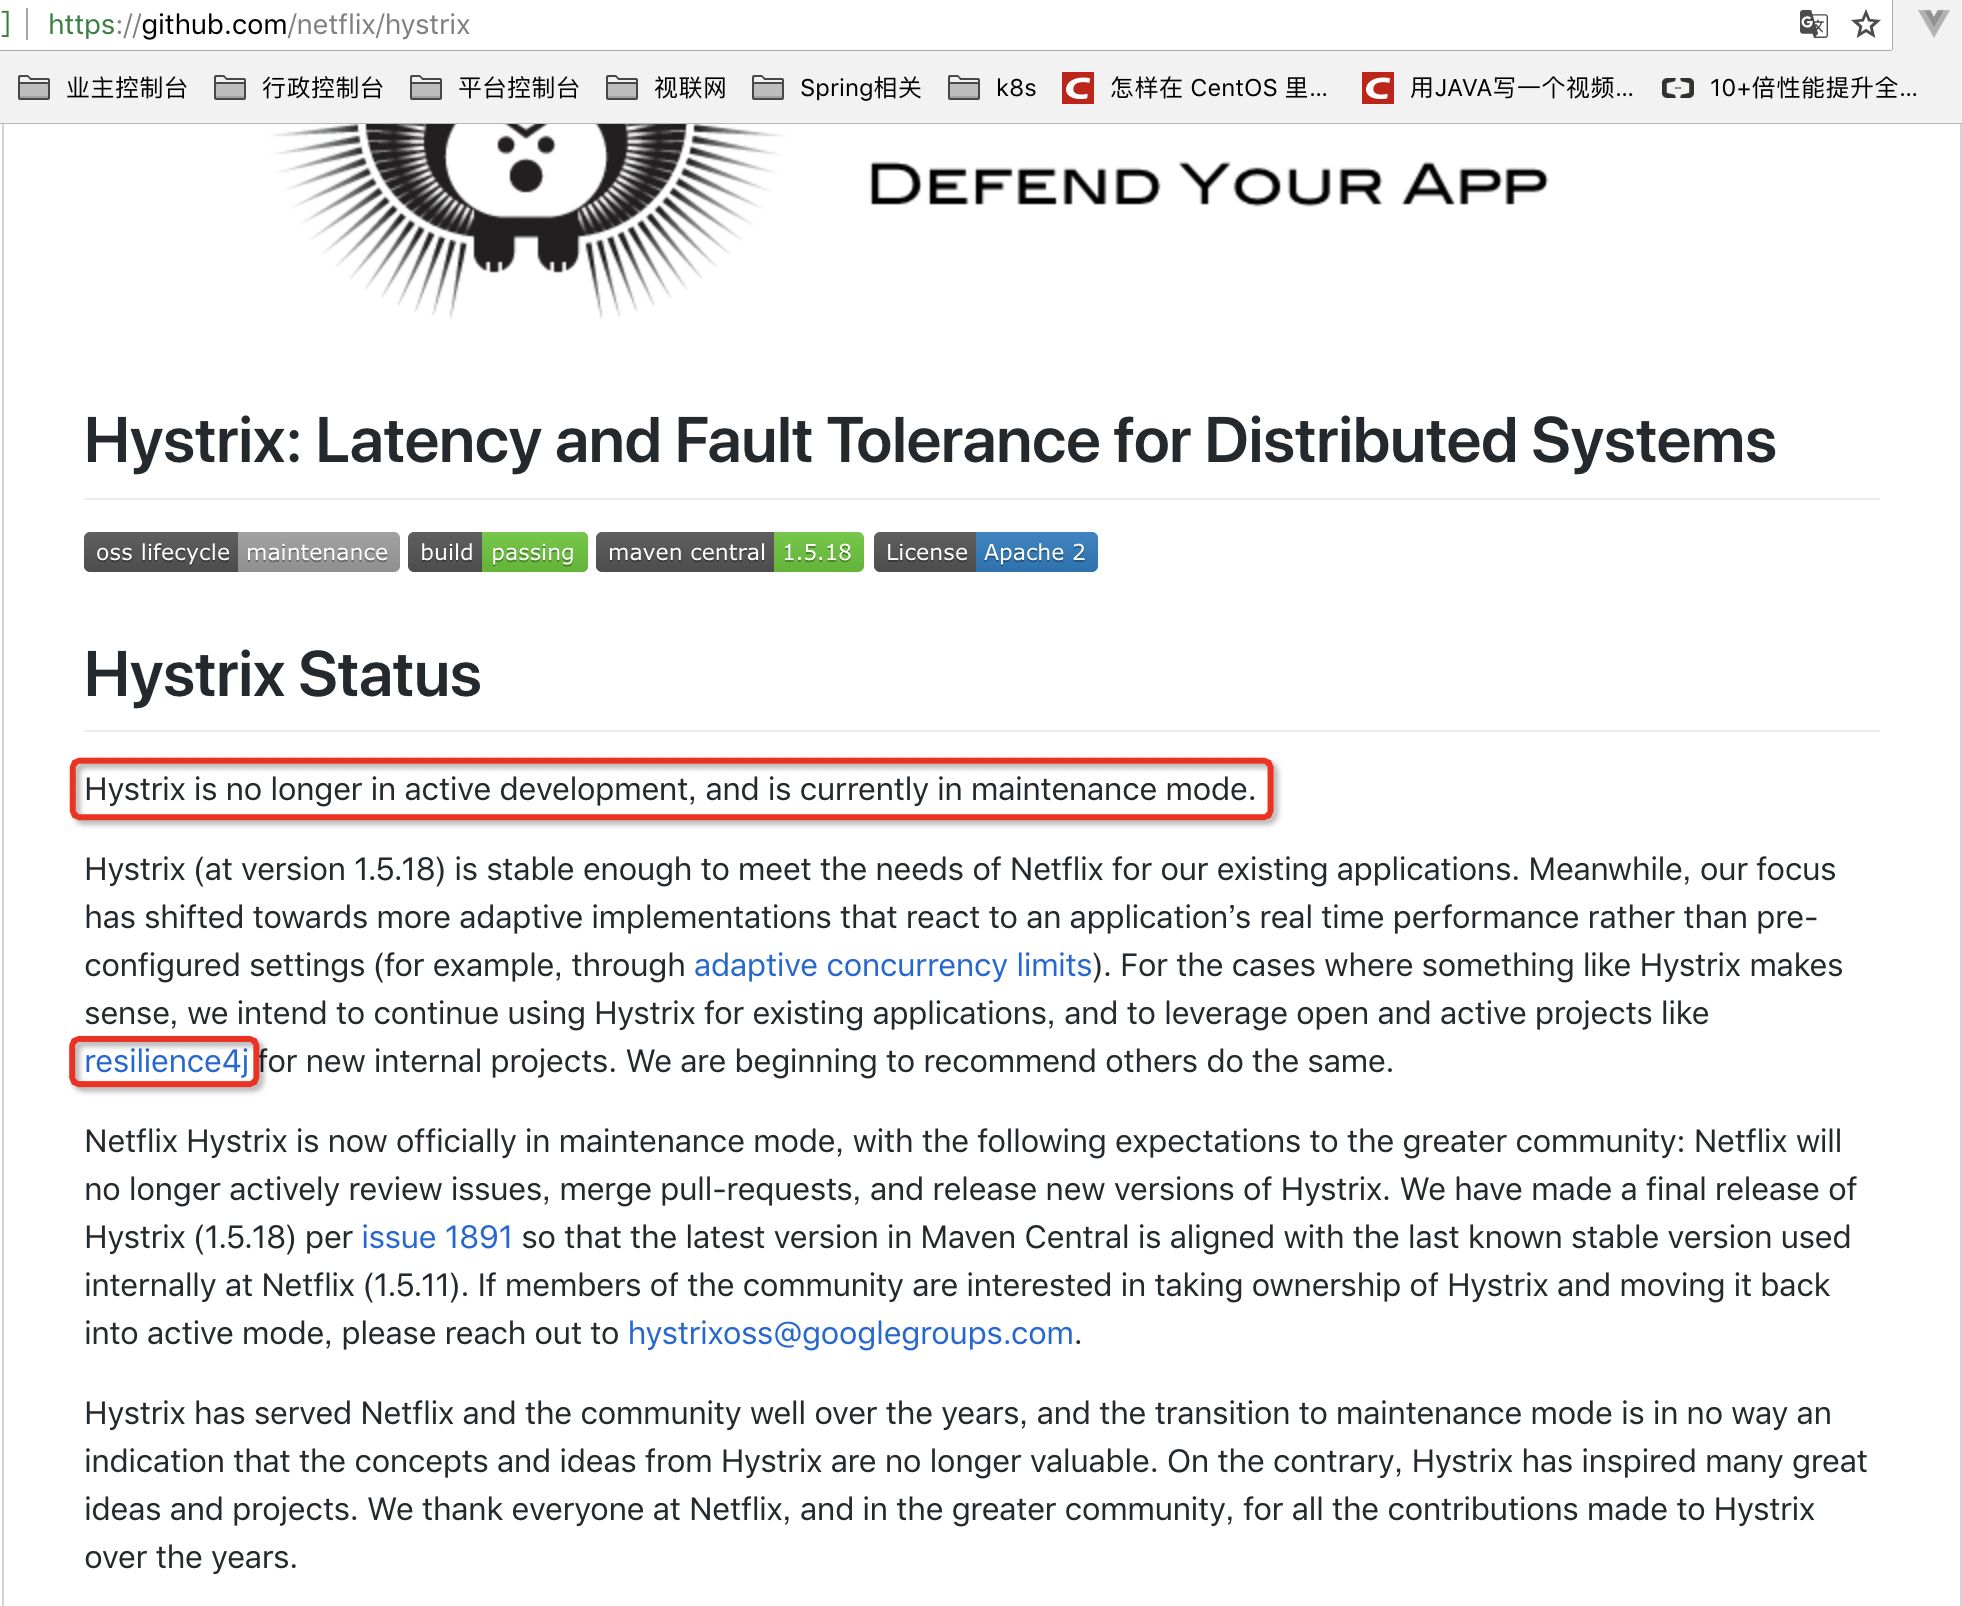 https://github.com/netflix/hystrix
业主控制台 行政控制台 平台控制台 视联网 Spring相关 k8s 怎样在 CentOS 里... 用JAVA写一个视频... 10+倍性能提升全...
DEFEND YOUR APP
Hystrix: Latency and Fault Tolerance for Distributed Systems
oss lifecycle maintenance build passing maven central 1.5.18 License Apache 2
Hystrix Status
Hystrix is no longer in active development, and is currently in maintenance mode.
Hystrix (at version 1.5.18) is stable enough to meet the needs of Netflix for our existing applications. Meanwhile, our focus
has shifted towards more adaptive implementations that react to an application’s real time performance rather than pre-
configured settings (for example, through adaptive concurrency limits). For the cases where something like Hystrix makes
sense, we intend to continue using Hystrix for existing applications, and to leverage open and active projects like
resilience4j for new internal projects. We are beginning to recommend others do the same.
Netflix Hystrix is now officially in maintenance mode, with the following expectations to the greater community: Netflix will
no longer actively review issues, merge pull-requests, and release new versions of Hystrix. We have made a final release of
Hystrix (1.5.18) per issue 1891 so that the latest version in Maven Central is aligned with the last known stable version used
internally at Netflix (1.5.11). If members of the community are interested in taking ownership of Hystrix and moving it back
into active mode, please reach out to hystrixoss@googlegroups.com.
Hystrix has served Netflix and the community well over the years, and the transition to maintenance mode is in no way an
indication that the concepts and ideas from Hystrix are no longer valuable. On the contrary, Hystrix has inspired many great
ideas and projects. We thank everyone at Netflix, and in the greater community, for all the contributions made to Hystrix
over the years.